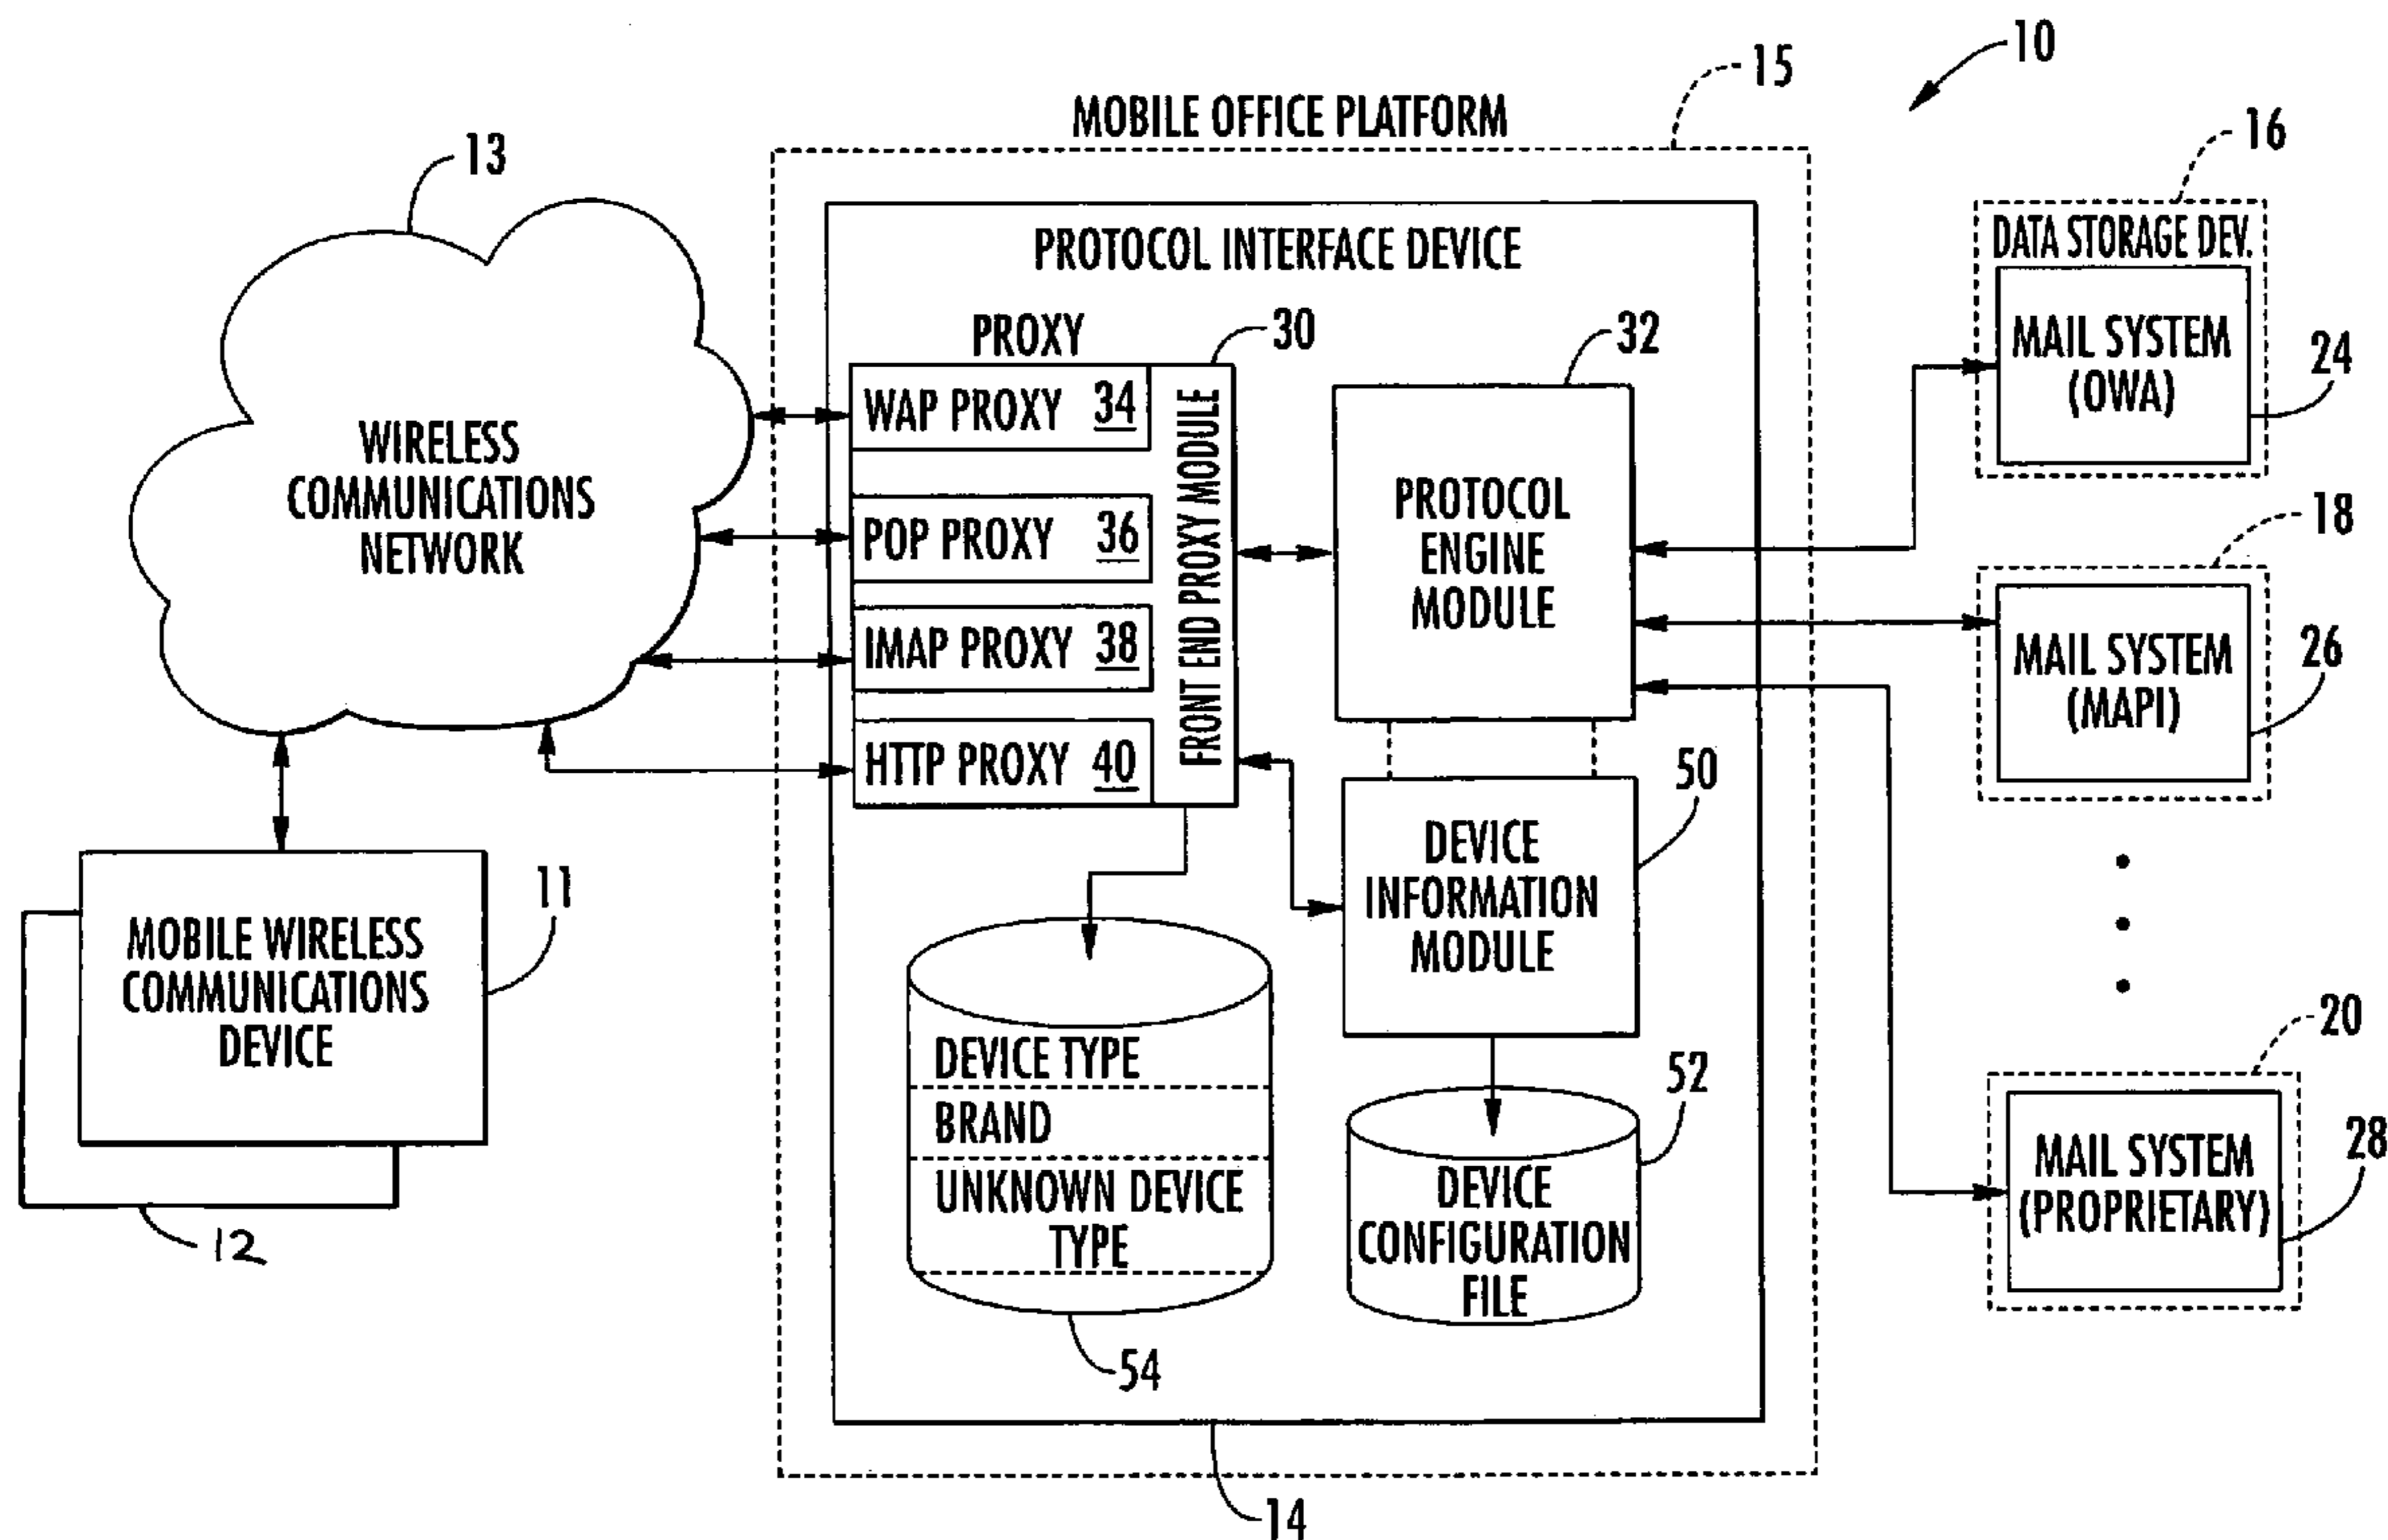 10
15
MOBILE OFFICE PLATFORM
13
16
PROTOCOL INTERFACE DEVICE
DATA STORAGE DEV.
PROXY
30
32
MAIL SYSTEM
(OWA)
24
WAP PROXY 34
POP PROXY 36
IMAP PROXY 38
HTTP PROXY 40
FRONT END PROXY MODULE
WIRELESS
COMMUNICATIONS
NETWORK
PROTOCOL
ENGINE
MODULE
18
MAIL SYSTEM
(MAPI)
26
50
DEVICE
INFORMATION
MODULE
11
MOBILE WIRELESS
COMMUNICATIONS
DEVICE
12
DEVICE TYPE
BRAND
UNKNOWN DEVICE
TYPE
54
52
DEVICE
CONFIGURATION
FILE
20
MAIL SYSTEM
(PROPRIETARY)
28
14